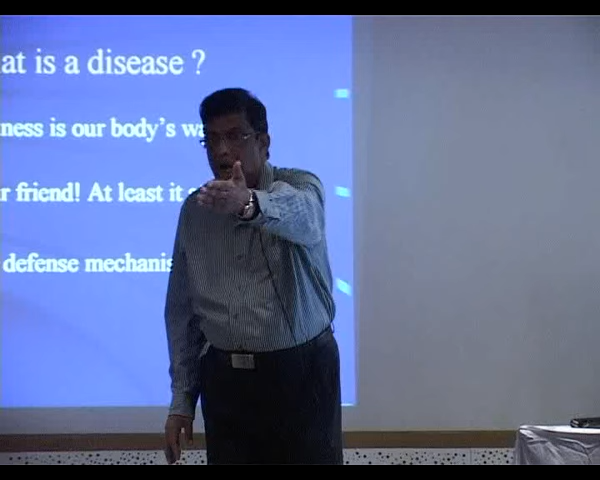 at is a disease ?
ness is our body's wa
r friend! At least it
defense mechanis